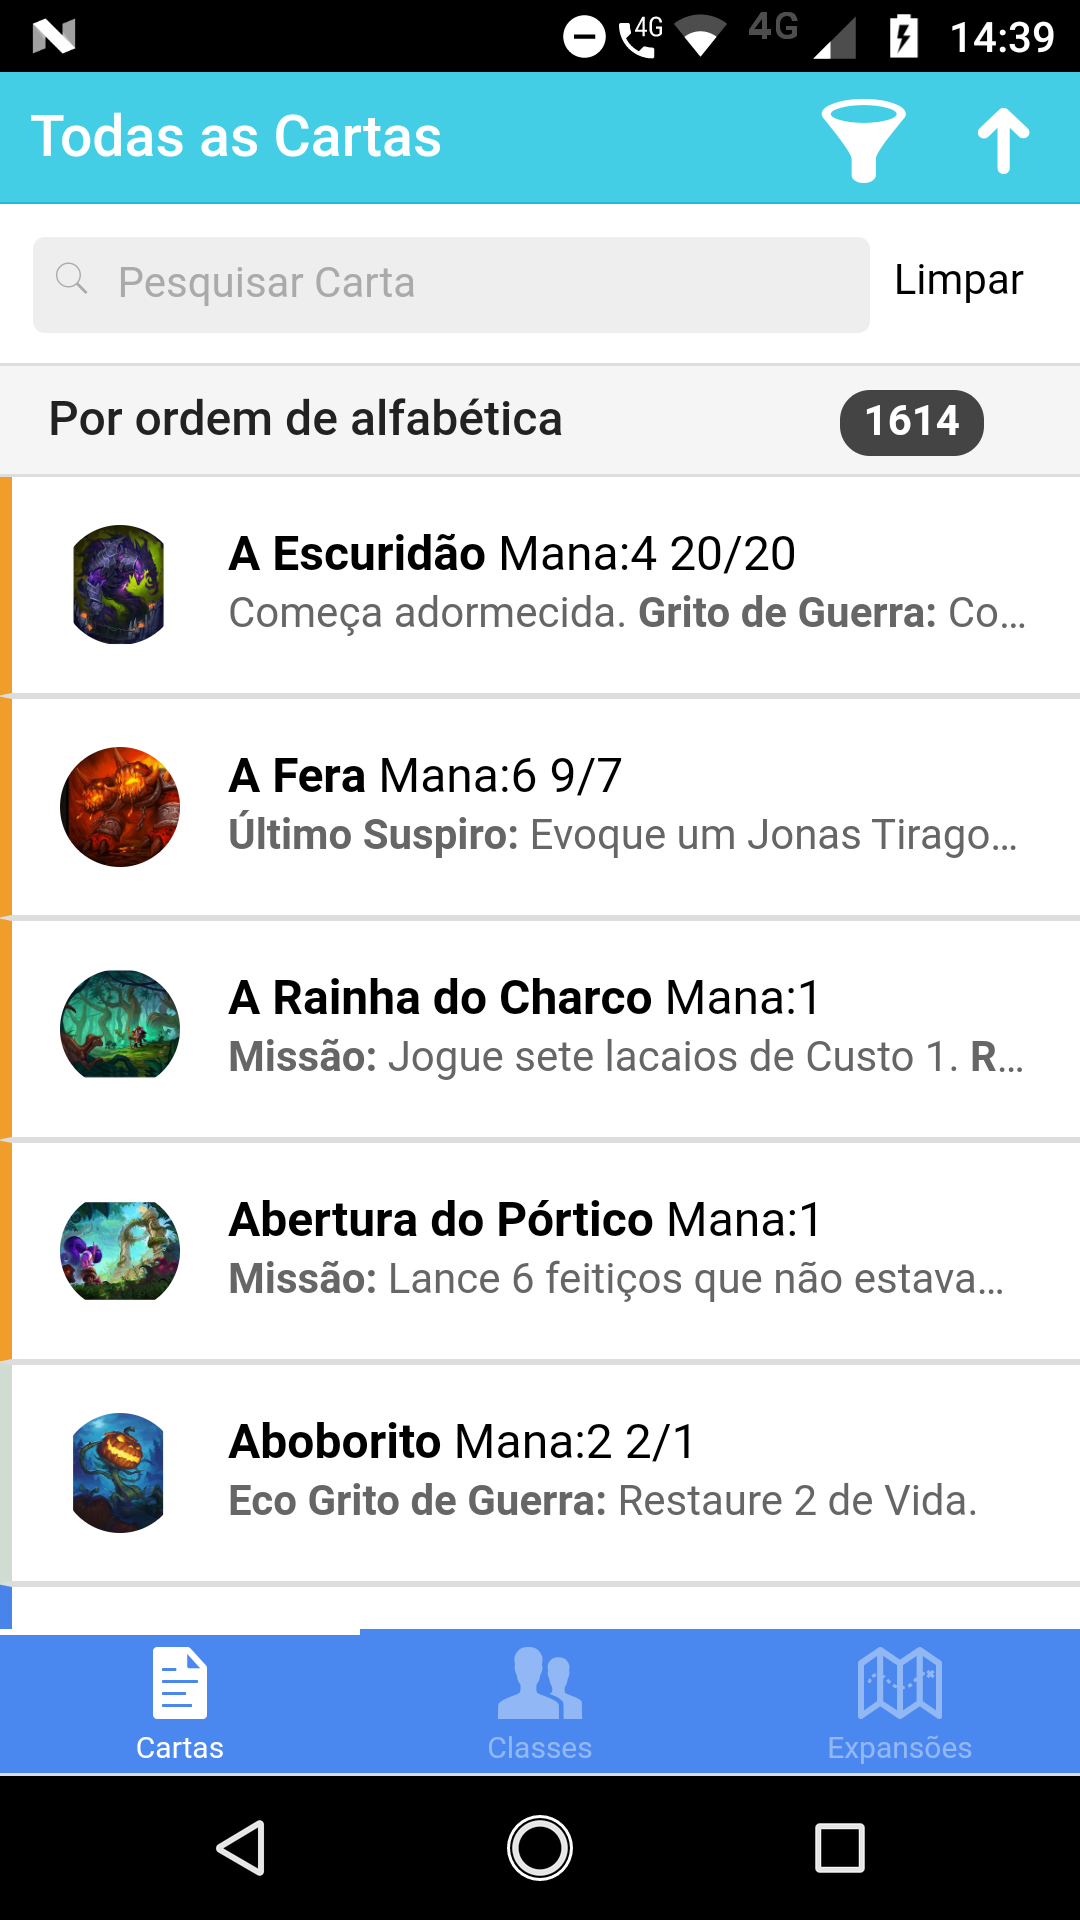 4G 4G 14:39
Todas as Cartas
Pesquisar Carta Limpar
Por ordem de alfabética 1614
A Escuridão Mana:4 20/20
Começa adormecida. Grito de Guerra: Co...
A Fera Mana:6 9/7
Último Suspiro: Evoque um Jonas Tirago...
A Rainha do Charco Mana:1
Missão: Jogue sete lacaios de Custo 1. R...
Abertura do Pórtico Mana:1
Missão: Lance 6 feitiços que não estava...
Aboborito Mana:2 2/1
Eco Grito de Guerra: Restaure 2 de Vida.
Cartas Classes Expansões